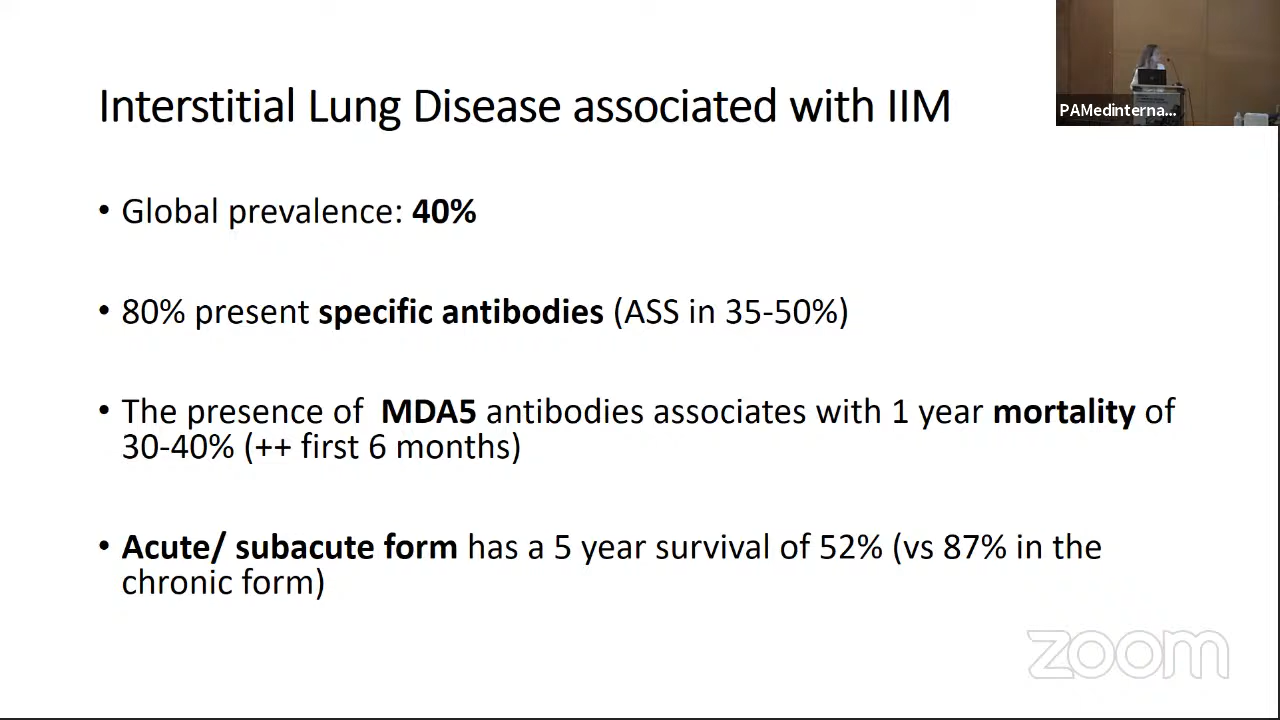 Interstitial Lung Disease associated with IIM
PAMedinterna...
• Global prevalence: 40%
• 80% present specific antibodies (ASS in 35-50%)
• The presence of MDA5 antibodies associates with 1 year mortality of
30-40% (++ first 6 months)
• Acute/ subacute form has a 5 year survival of 52% (vs 87% in the
chronic form)
zoom